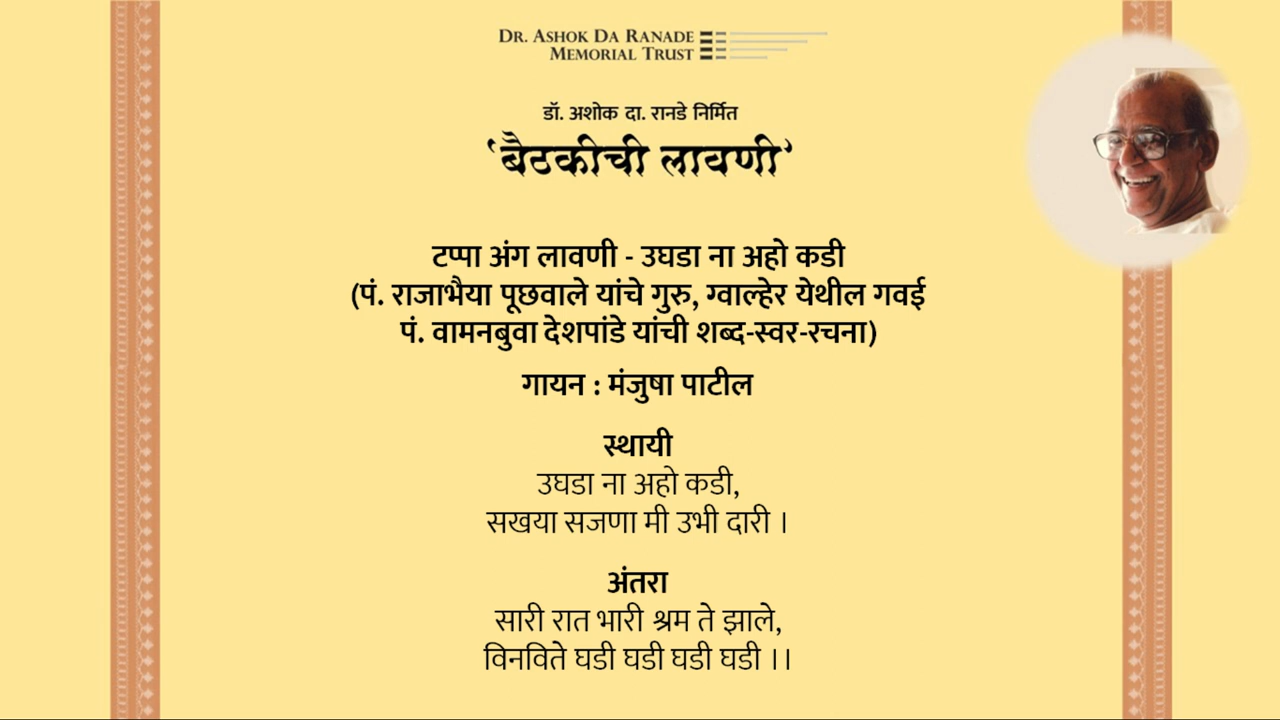 DR. ASHOK DA RANADE
MEMORIAL TRUST
डॉ. अशोक दा. रानडे निर्मित
‘बैठकीची लावणी’
टप्पा अंग लावणी - उघडा ना अहो कडी
(पं. राजाभैया पूछवाले यांचे गुरु, ग्वाल्हेर येथील गवई
पं. वामनबुवा देशपांडे यांची शब्द-स्वर-रचना)
गायन : मंजुषा पाटील
स्थायी
उघडा ना अहो कडी,
सखया सजणा मी उभी दारी ।
अंतरा
सारी रात भारी श्रम ते झाले,
विनविते घडी घडी घडी घडी ।।